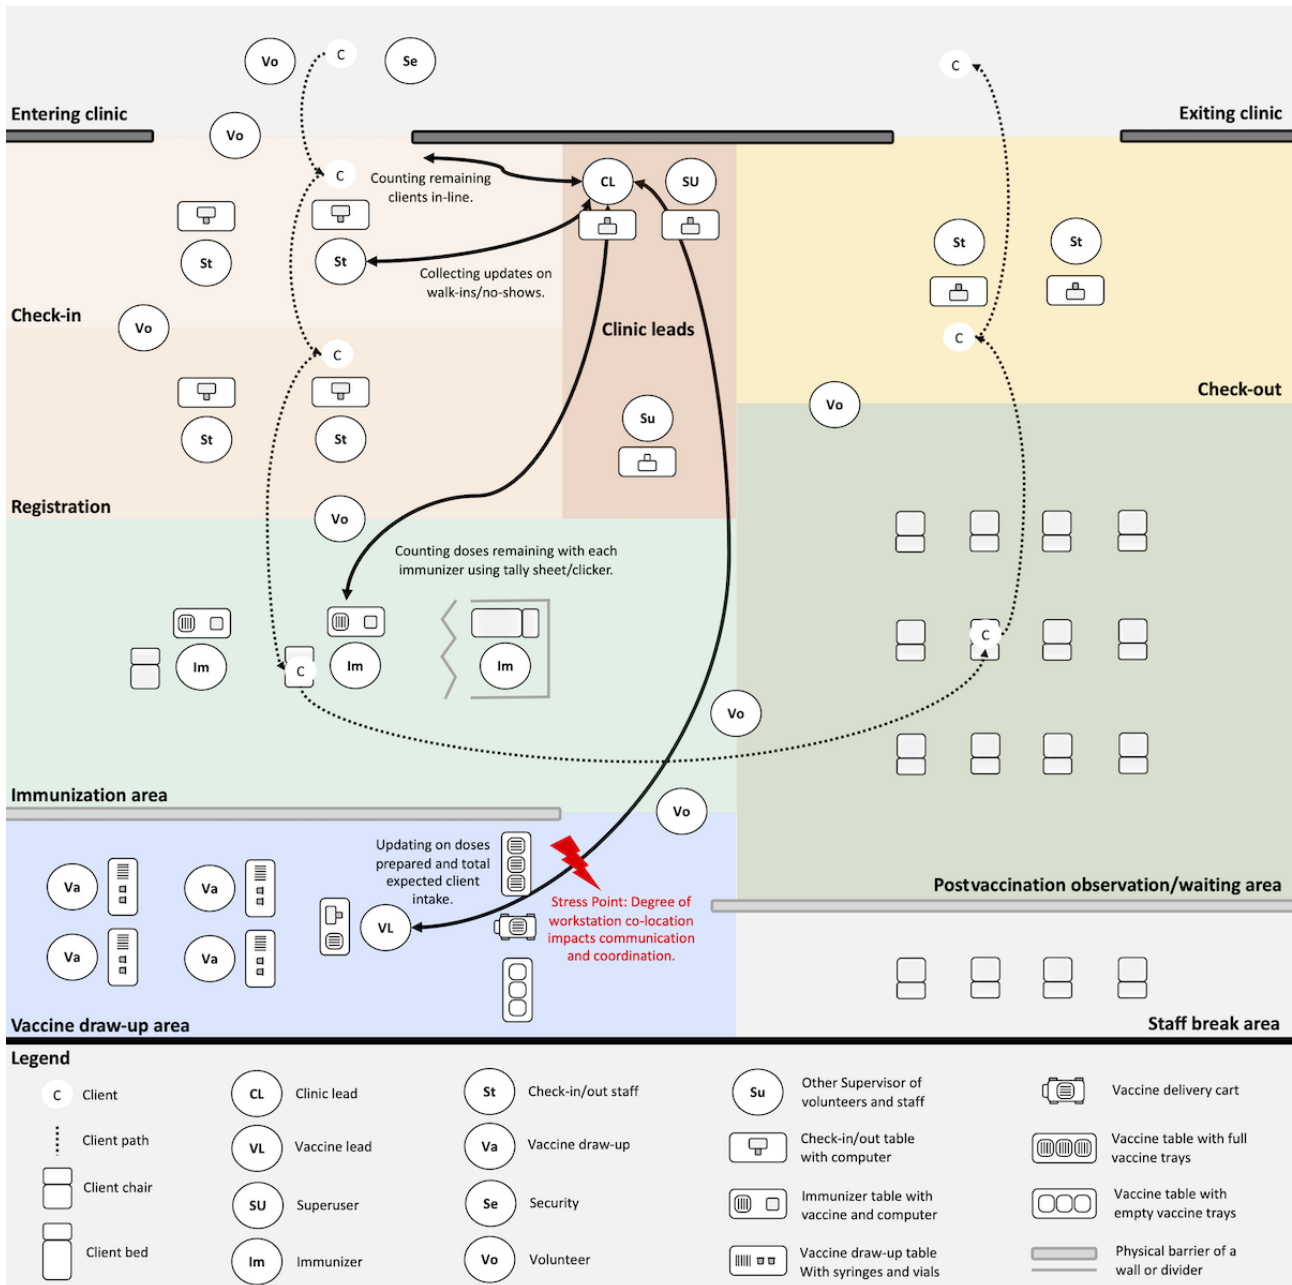 Vo
C
Se
C
Entering clinic
Exiting clinic
Vo
C
Counting remaining
clients in-line.
CL
SU
St
St
Collecting updates on
walk-ins/no-shows.
St
St
Check-in
Vo
Clinic leads
C
C
Check-out
St
St
Su
Vo
Registration
Vo
Counting doses remaining with each
immunizer using tally sheet/clicker.
Im
C
Im
Im
C
Vo
Immunization area
Vo
Va
Va
Updating on doses
prepared and total
expected client
intake.
Postvaccination observation/waiting area
Stress Point: Degree of
workstation co-location
impacts communication
and coordination.
VL
Va
Va
Vaccine draw-up area
Staff break area
Legend
C Client
Client path
Client chair
Client bed
CL Clinic lead
VL Vaccine lead
SU Superuser
Im Immunizer
St Check-in/out staff
Va Vaccine draw-up
Se Security
Vo Volunteer
Su Other Supervisor of
volunteers and staff
Check-in/out table
with computer
Immunizer table with
vaccine and computer
Vaccine draw-up table
With syringes and vials
Vaccine delivery cart
Vaccine table with full
vaccine trays
Vaccine table with
empty vaccine trays
Physical barrier of a
wall or divider